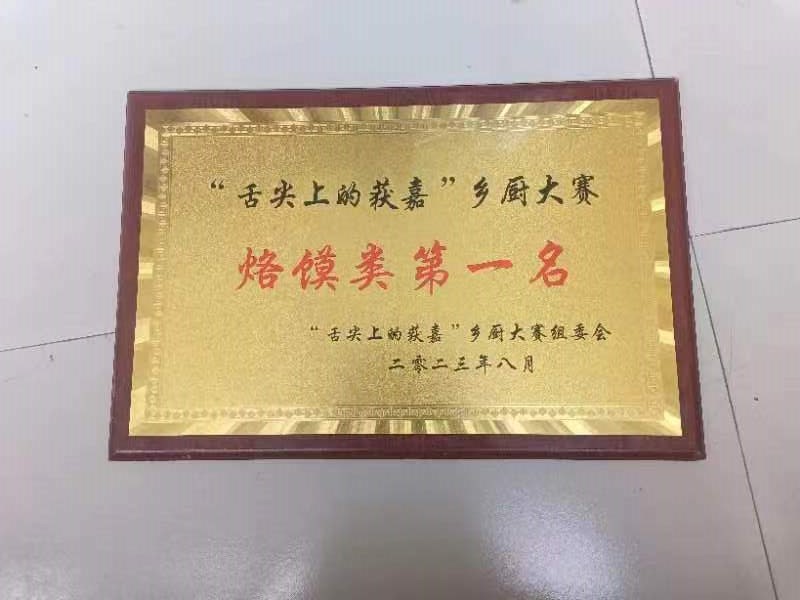 “舌尖上的获嘉”乡厨大赛
烙馍类第一名
“舌尖上的获嘉”乡厨大赛组委会
二零二三年八月